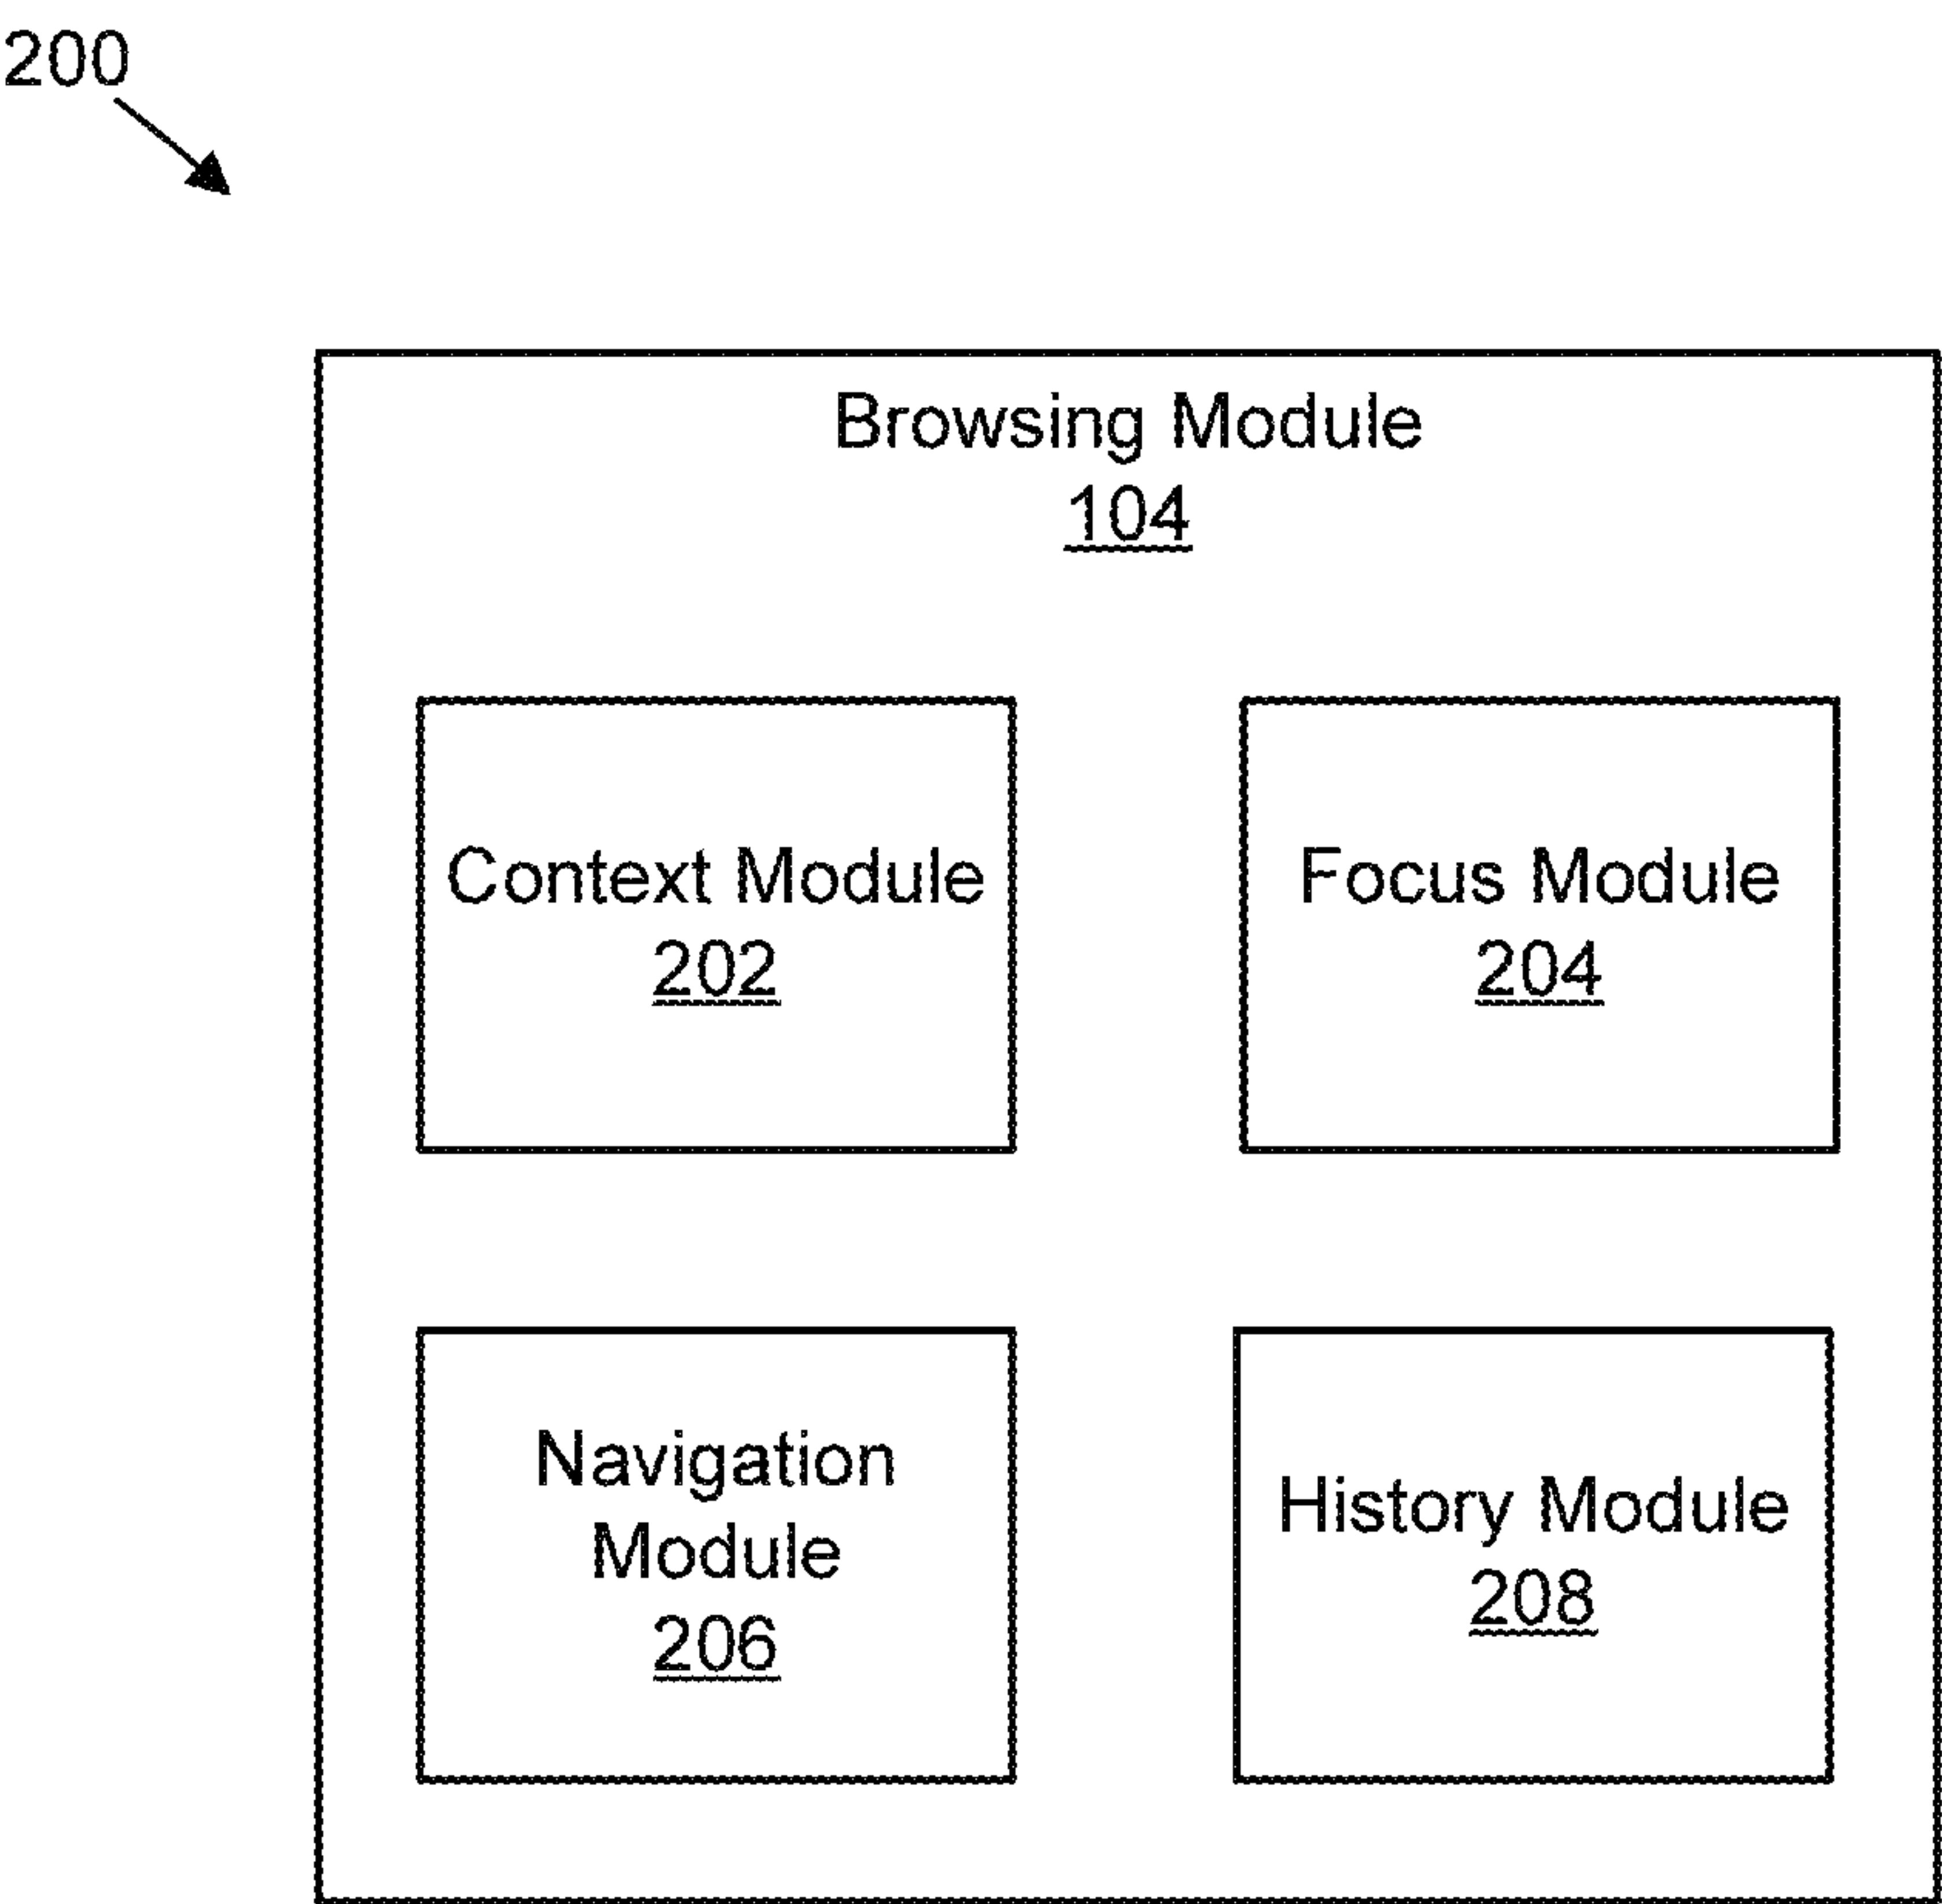 200
Browsing Module
104
Context Module
202
Focus Module
204
Navigation
Module
206
History Module
208